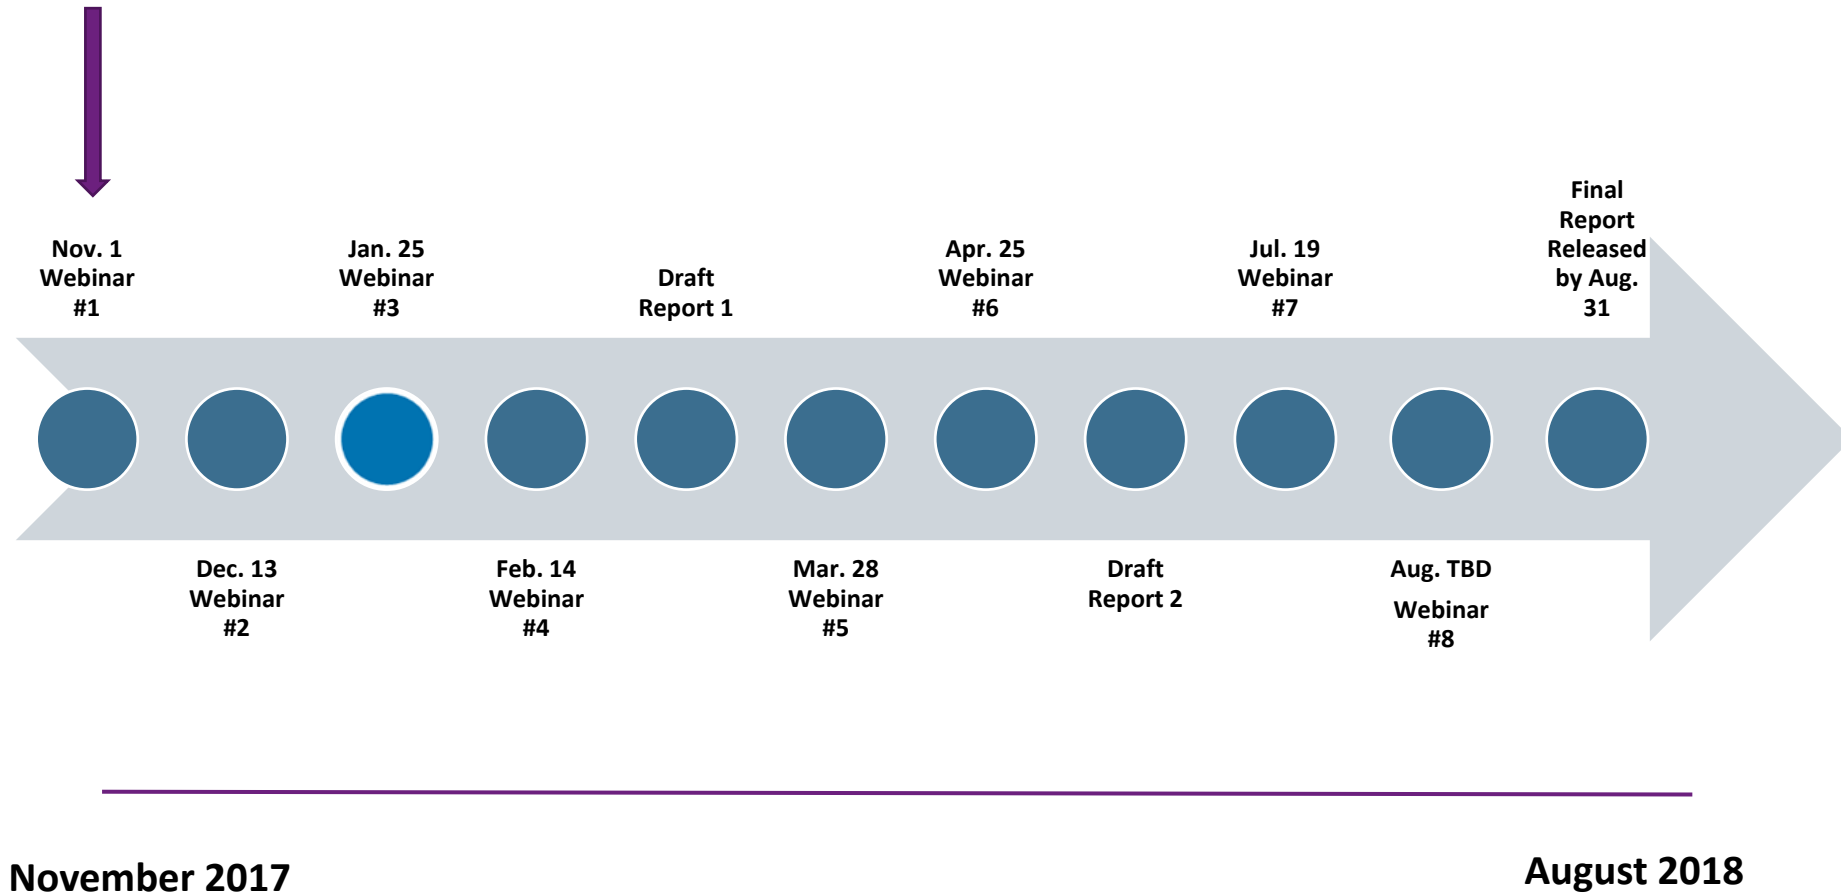 Nov. 1
Webinar
#1
Dec. 13
Webinar
#2
Jan. 25
Webinar
#3
Feb. 14
Webinar
#4
Draft
Report 1
Mar. 28
Webinar
#5
Apr. 25
Webinar
#6
Draft
Report 2
Jul. 19
Webinar
#7
Aug. TBD
Webinar
#8
Final
Report
Released
by Aug.
31
November 2017
August 2018